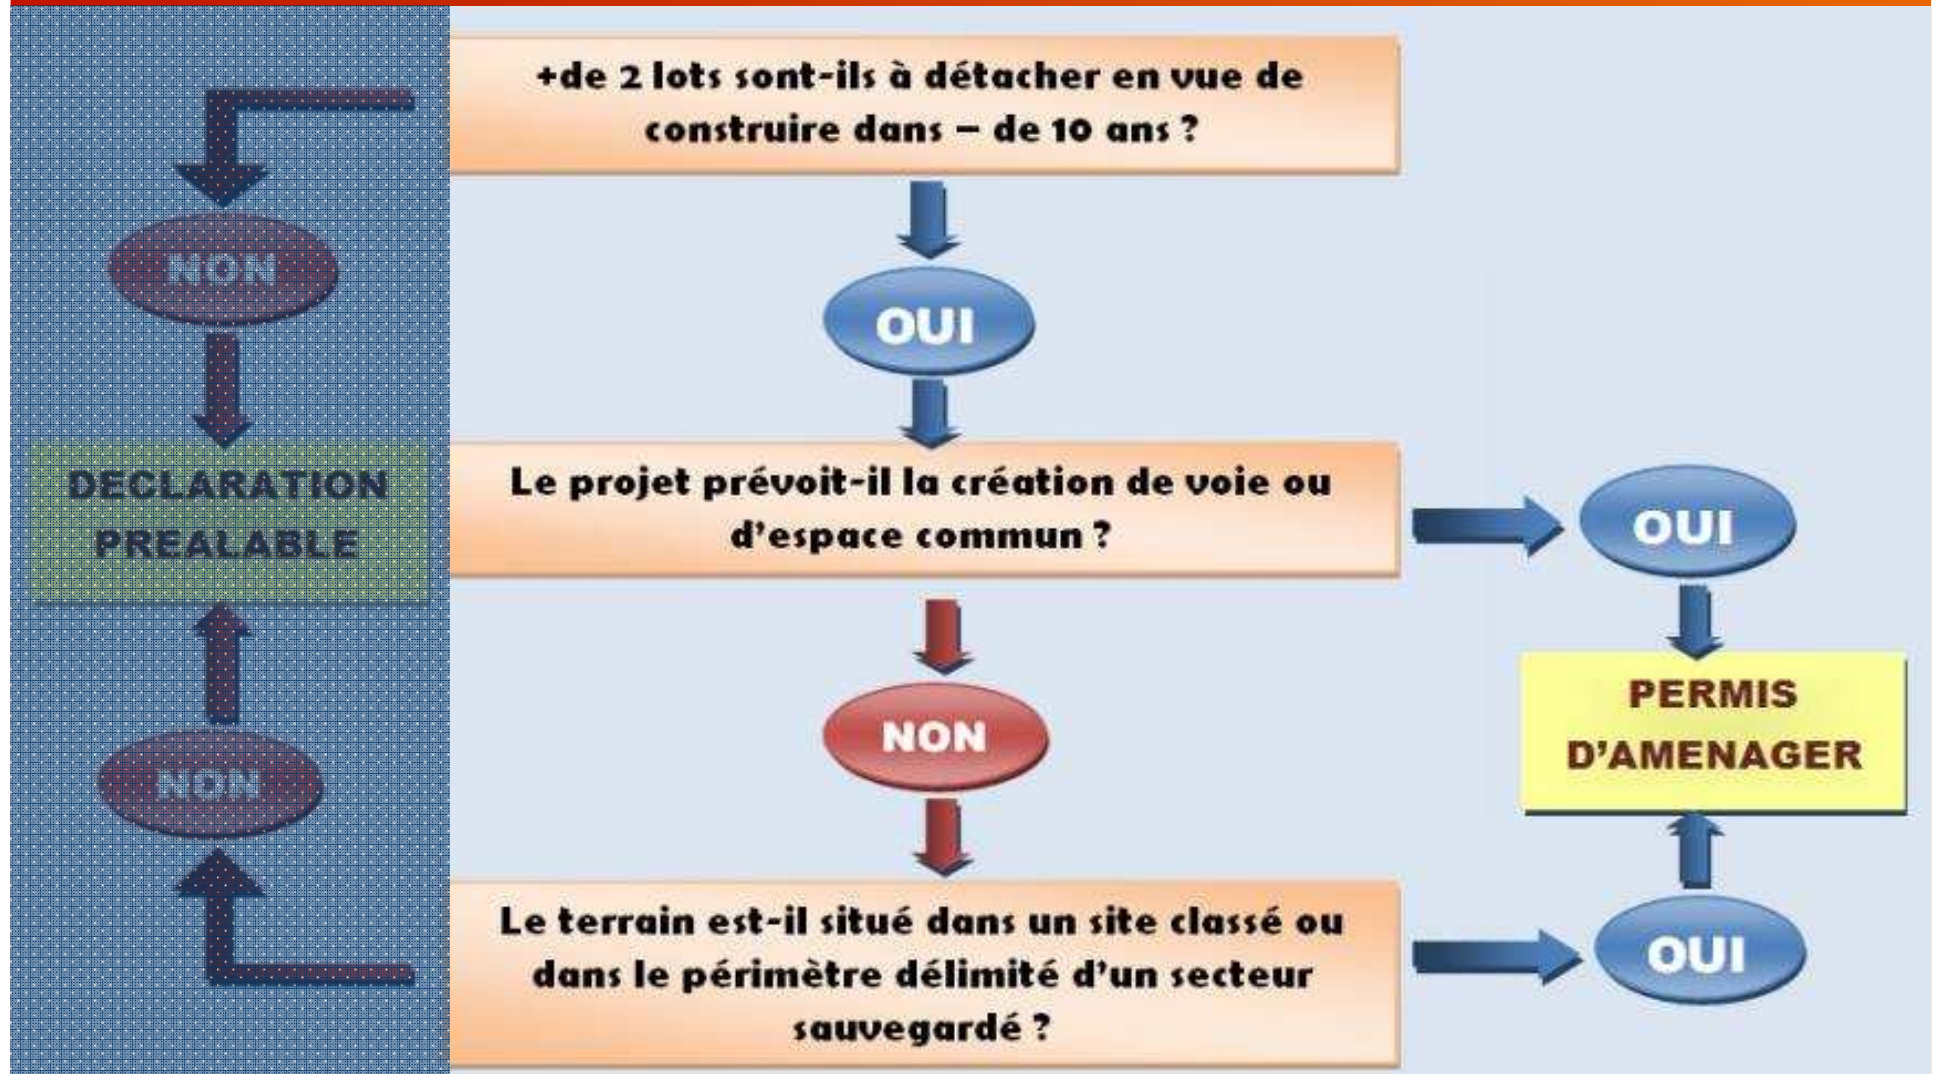 +de 2 lots sont-ils à détacher en vue de
construire dans – de 10 ans ?
NON
OUI
DECLARATION
PREALABLE
Le projet prévoit-il la création de voie ou
d'espace commun ?
OUI
NON
PERMIS
D'AMENAGER
NON
Le terrain est-il situé dans un site classé ou
dans le périmètre délimité d'un secteur
sauvegardé ?
OUI